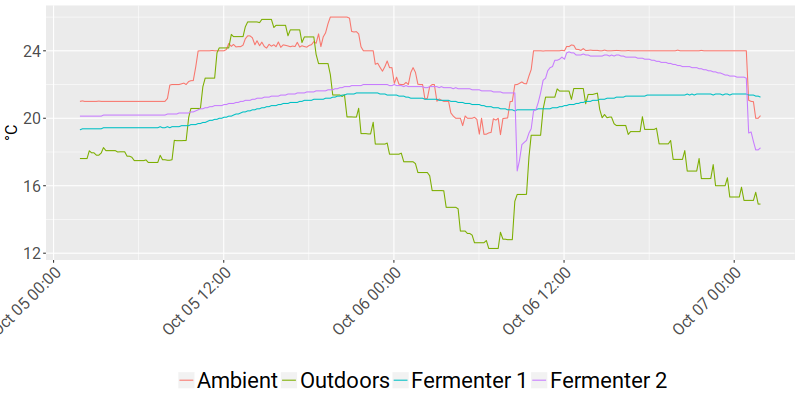 24
20
16
12
°C
Oct 05 00:00
Oct 05 12:00
Oct 06 00:00
Oct 06 12:00
Oct 07 00:00
Ambient Outdoors Fermenter 1 Fermenter 2